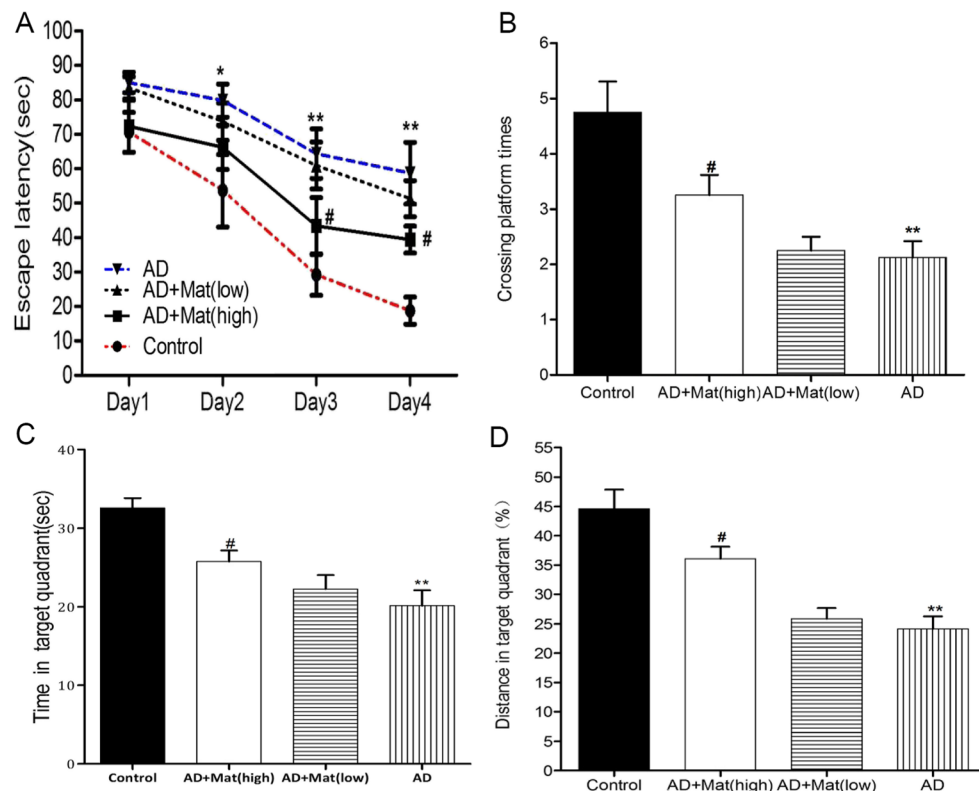 A
Escape latency(sec)
100
90
80
70
60
50
40
30
20
10
0
*
**
**
#
#
AD
AD+Mat(low)
AD+Mat(high)
Control
Day1 Day2 Day3 Day4
B
Crossing platform times
6
5
4
3
2
1
0
#
**
Control AD+Mat(high) AD+Mat(low) AD
C
Time in target quadrant(sec)
40
30
20
10
0
#
**
Control AD+Mat(high) AD+Mat(low) AD
D
Distance in target quadrant (%)
55
50
45
40
35
30
25
20
15
10
5
0
#
**
Control AD+Mat(high) AD+Mat(low) AD